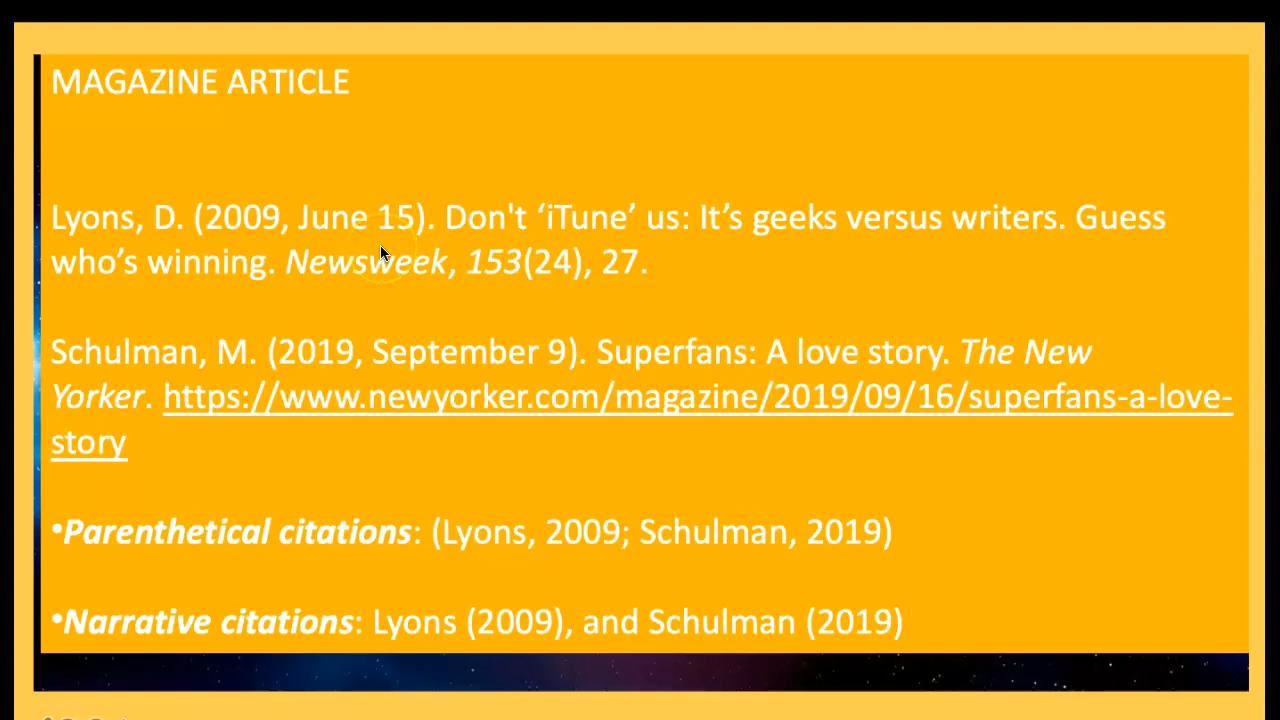 MAGAZINE ARTICLE
Lyons, D. (2009, June 15). Don't ‘iTune’ us: It’s geeks versus writers. Guess
who’s winning. Newsweek, 153(24), 27.
Schulman, M. (2019, September 9). Superfans: A love story. The New
Yorker. https://www.newyorker.com/magazine/2019/09/16/superfans-a-love-
story
•Parenthetical citations: (Lyons, 2009; Schulman, 2019)
•Narrative citations: Lyons (2009), and Schulman (2019)